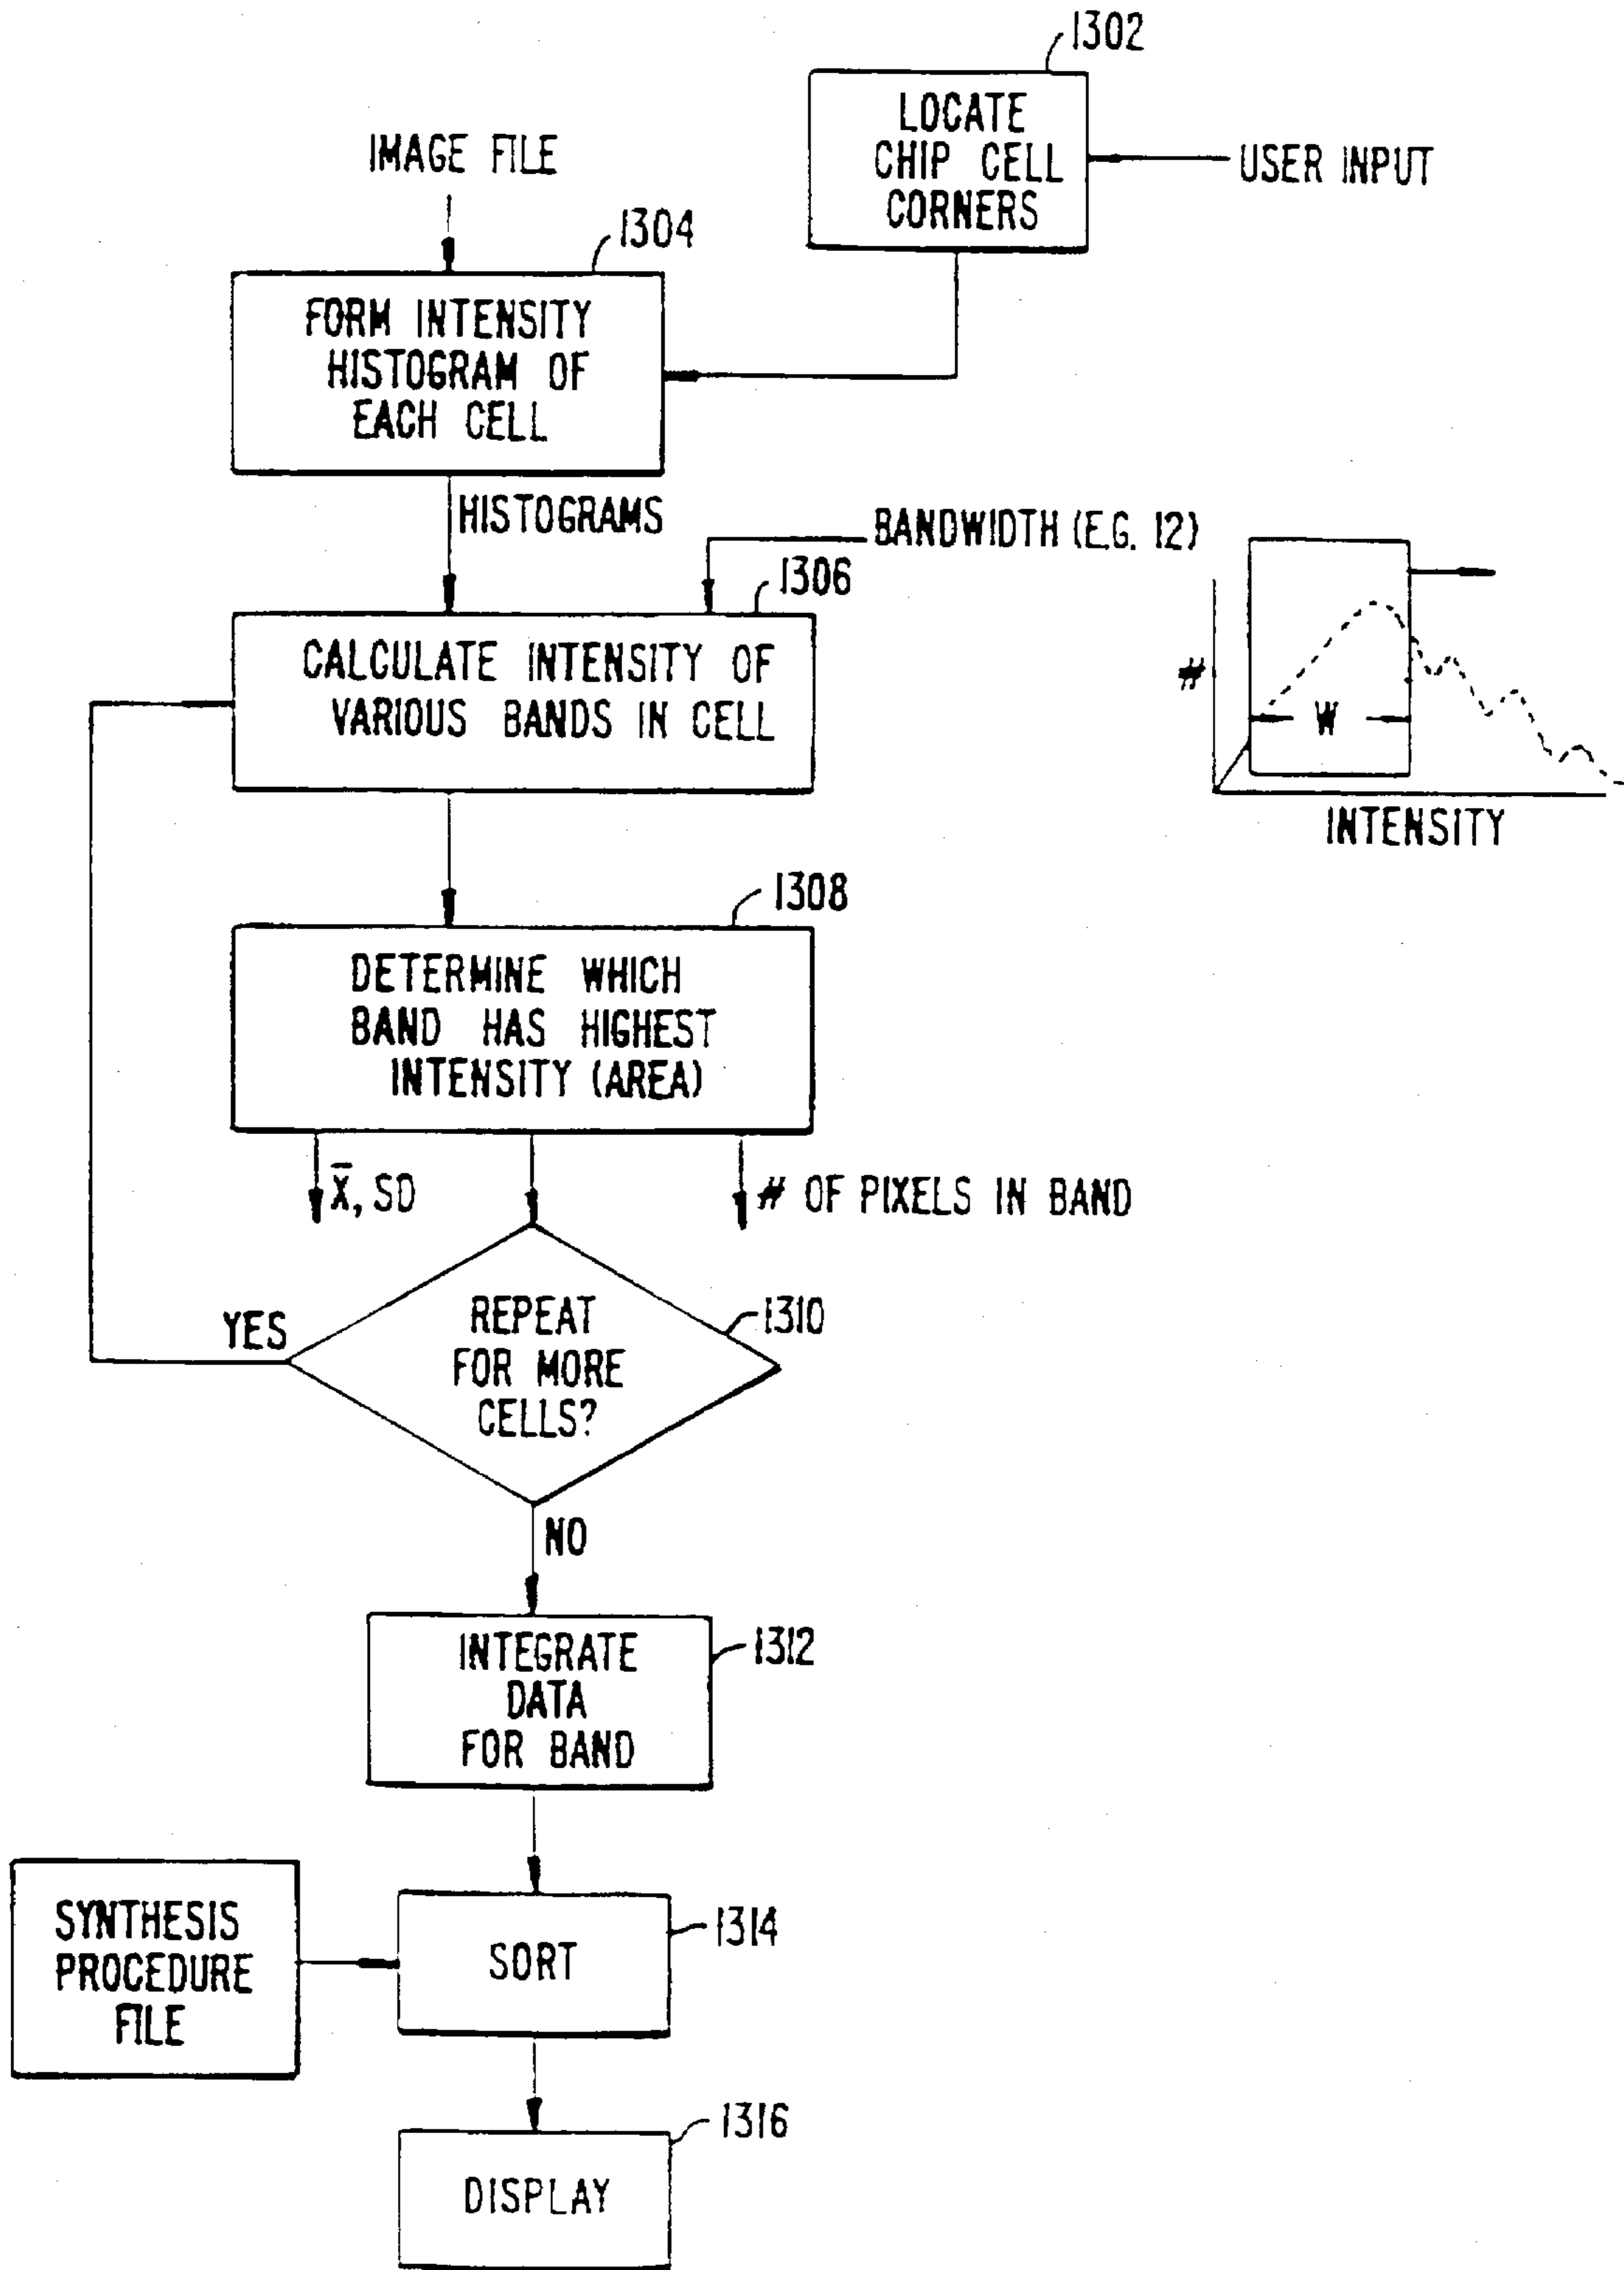 1302
LOCATE
CHIP CELL
CORNERS
USER INPUT
IMAGE FILE
1304
FORM INTENSITY
HISTOGRAM OF
EACH CELL
HISTOGRAMS
BANDWIDTH (E.G. 12)
1306
CALCULATE INTENSITY OF
VARIOUS BANDS IN CELL
#
W
INTENSITY
1308
DETERMINE WHICH
BAND HAS HIGHEST
INTENSITY (AREA)
X̅, SD
# OF PIXELS IN BAND
1310
REPEAT
FOR MORE
CELLS?
YES
NO
1312
INTEGRATE
DATA
FOR BAND
SYNTHESIS
PROCEDURE
FILE
1314
SORT
1316
DISPLAY